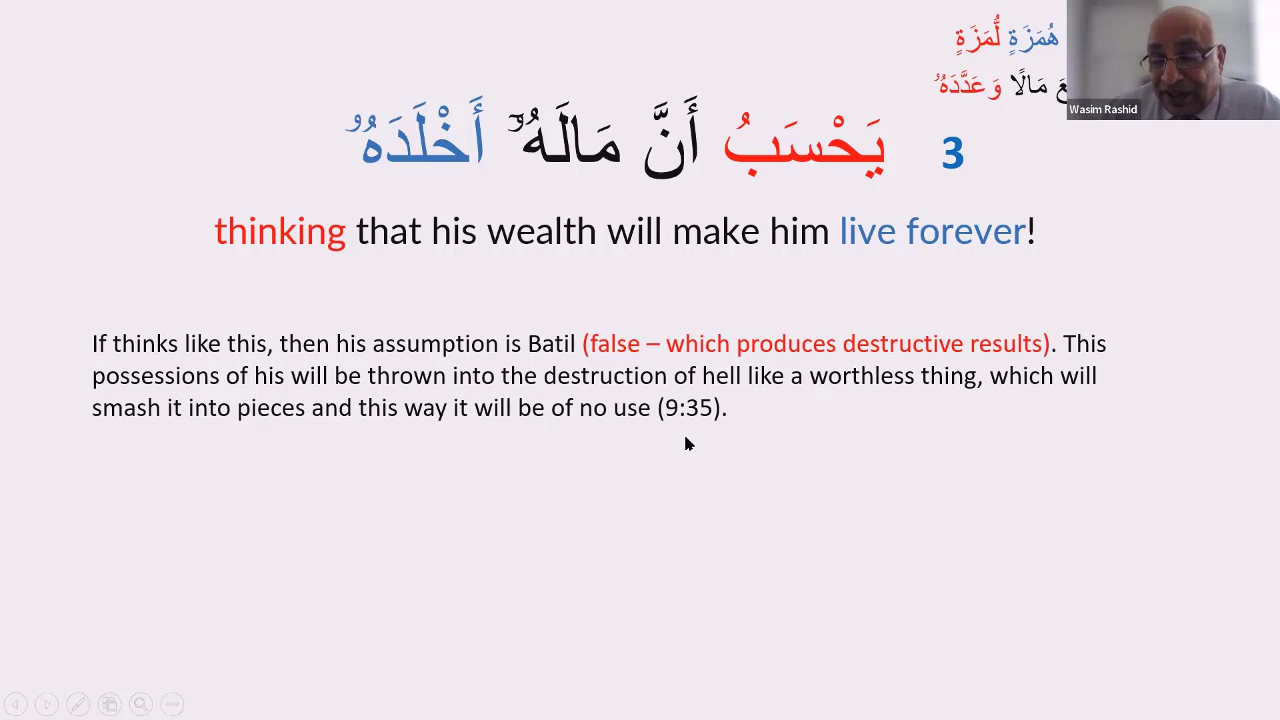 هُمَزَةٍ لُّمَزَةٍ
مَالًا وَعَدَّدَهُۥ
Wasim Rashid
يَحْسَبُ أَنَّ مَالَهُۥٓ أَخْلَدَهُۥ 3
thinking that his wealth will make him live forever!
If thinks like this, then his assumption is Batil (false – which produces destructive results). This
possessions of his will be thrown into the destruction of hell like a worthless thing, which will
smash it into pieces and this way it will be of no use (9:35).